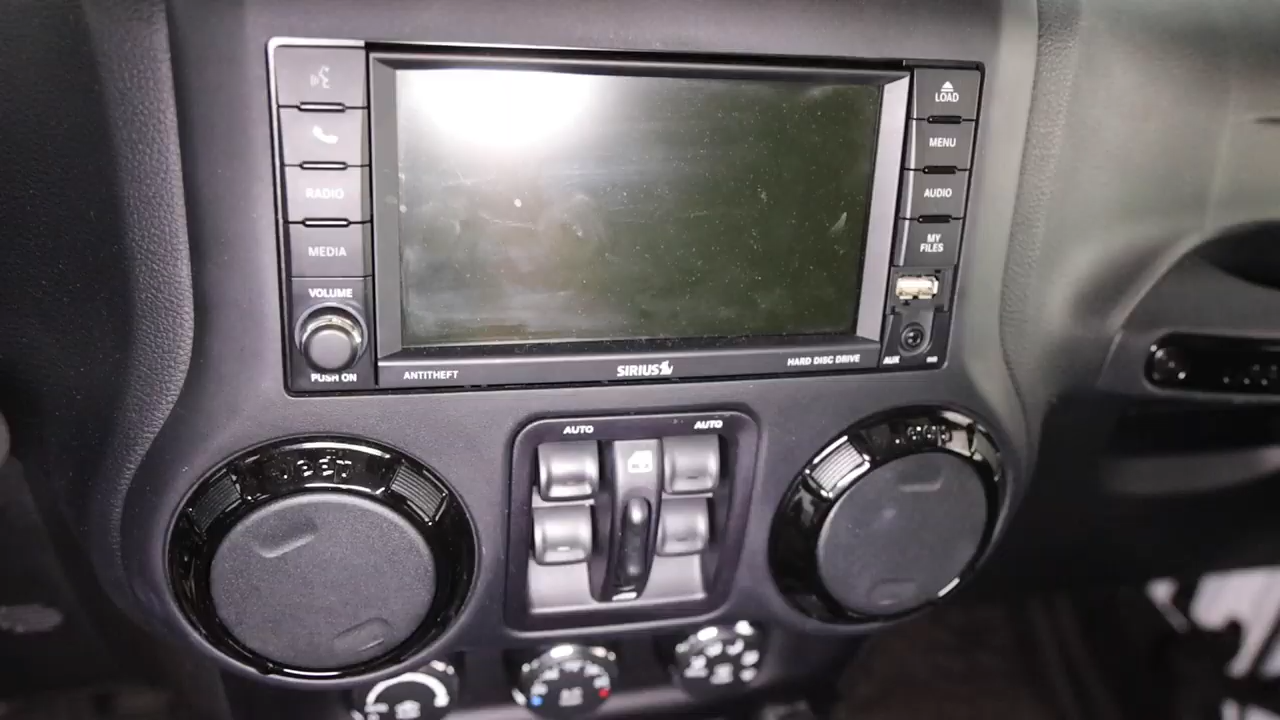 RADIO
MEDIA
VOLUME
PUSH ON
LOAD
MENU
AUDIO
MY
FILES
AUX
ANTITHEFT
SIRIUS
HARD DISC DRIVE
AUTO
AUTO
Jeep
Jeep
A/C